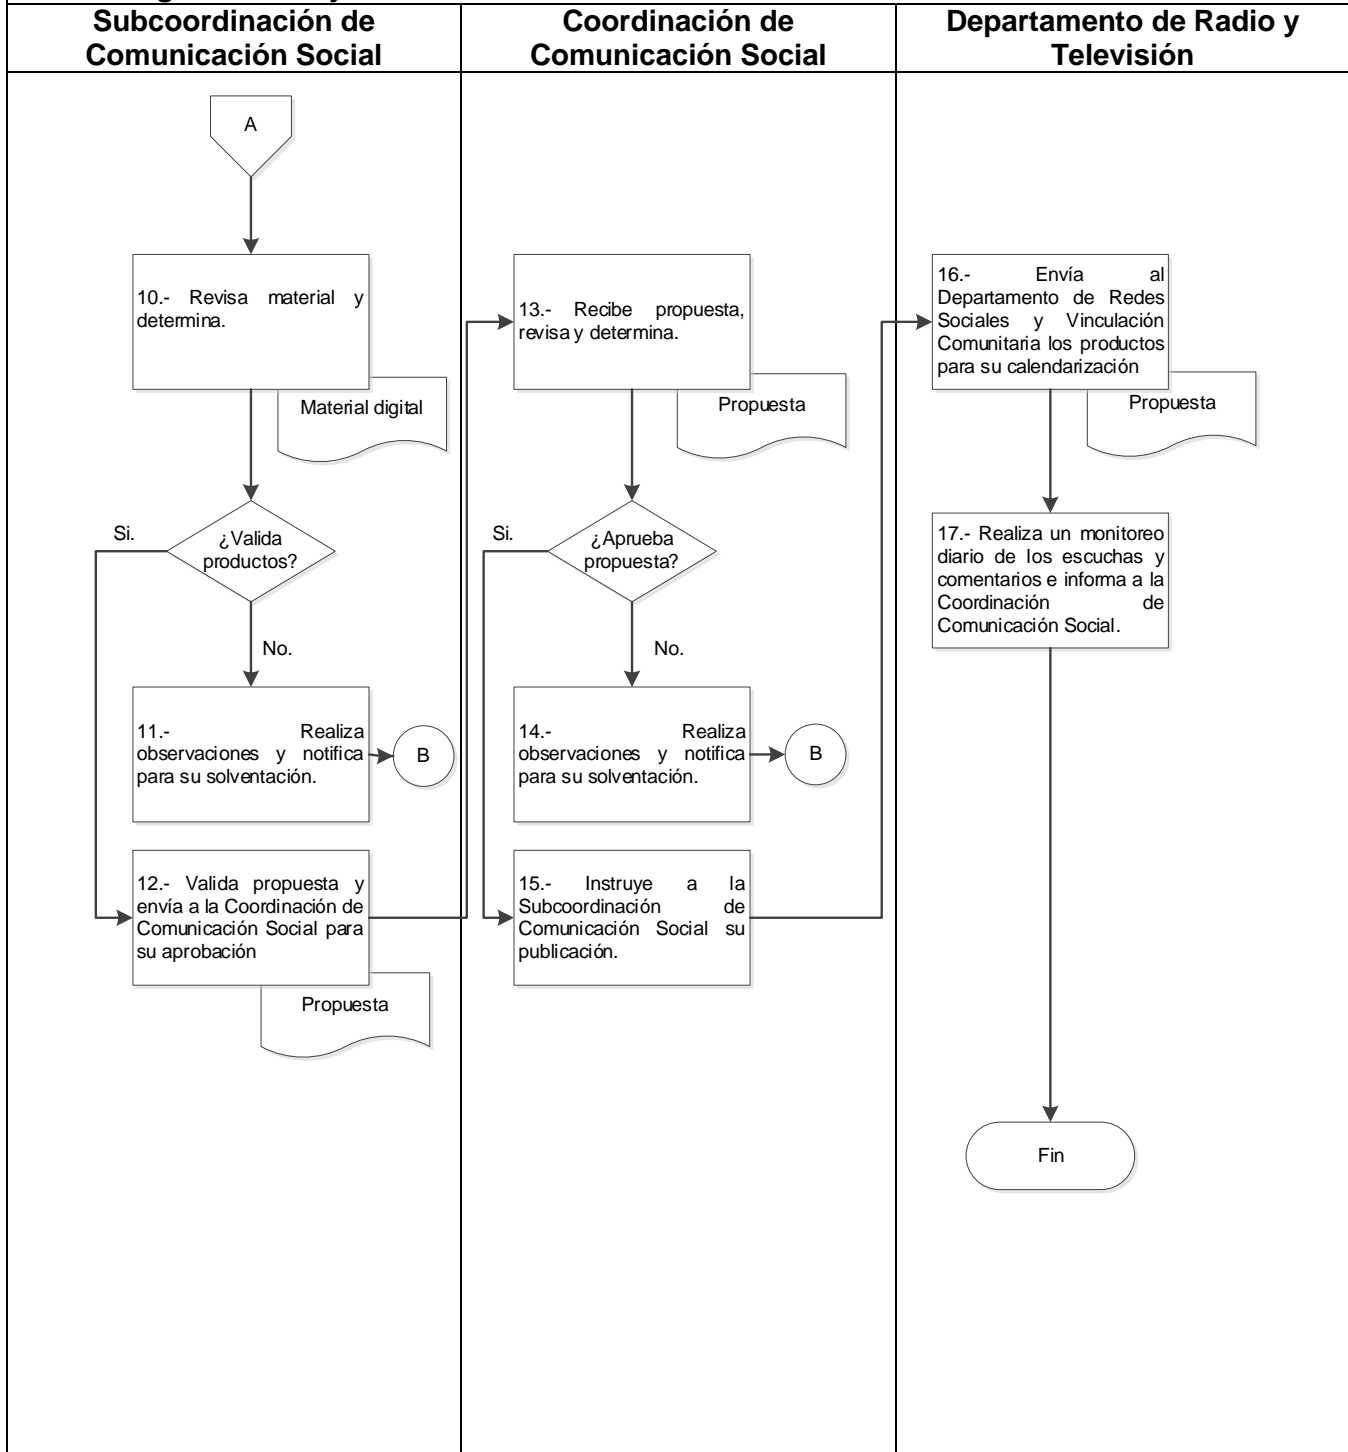 Subcoordinación de
Comunicación Social
Coordinación de
Comunicación Social
Departamento de Radio y
Televisión
A
10.- Revisa material y
determina.
Material digital
¿Valida
productos?
Si.
No.
11.- Realiza
observaciones y notifica
para su solventación.
B
12.- Valida propuesta y
envía a la Coordinación de
Comunicación Social para
su aprobación
Propuesta
13.- Recibe propuesta,
revisa y determina.
Propuesta
¿Aprueba
propuesta?
Si.
No.
14.- Realiza
observaciones y notifica
para su solventación.
B
15.- Instruye a la
Subcoordinación de
Comunicación Social su
publicación.
16.- Envía al
Departamento de Redes
Sociales y Vinculación
Comunitaria los productos
para su calendarización
Propuesta
17.- Realiza un monitoreo
diario de los escuchas y
comentarios e informa a la
Coordinación de
Comunicación Social.
Fin